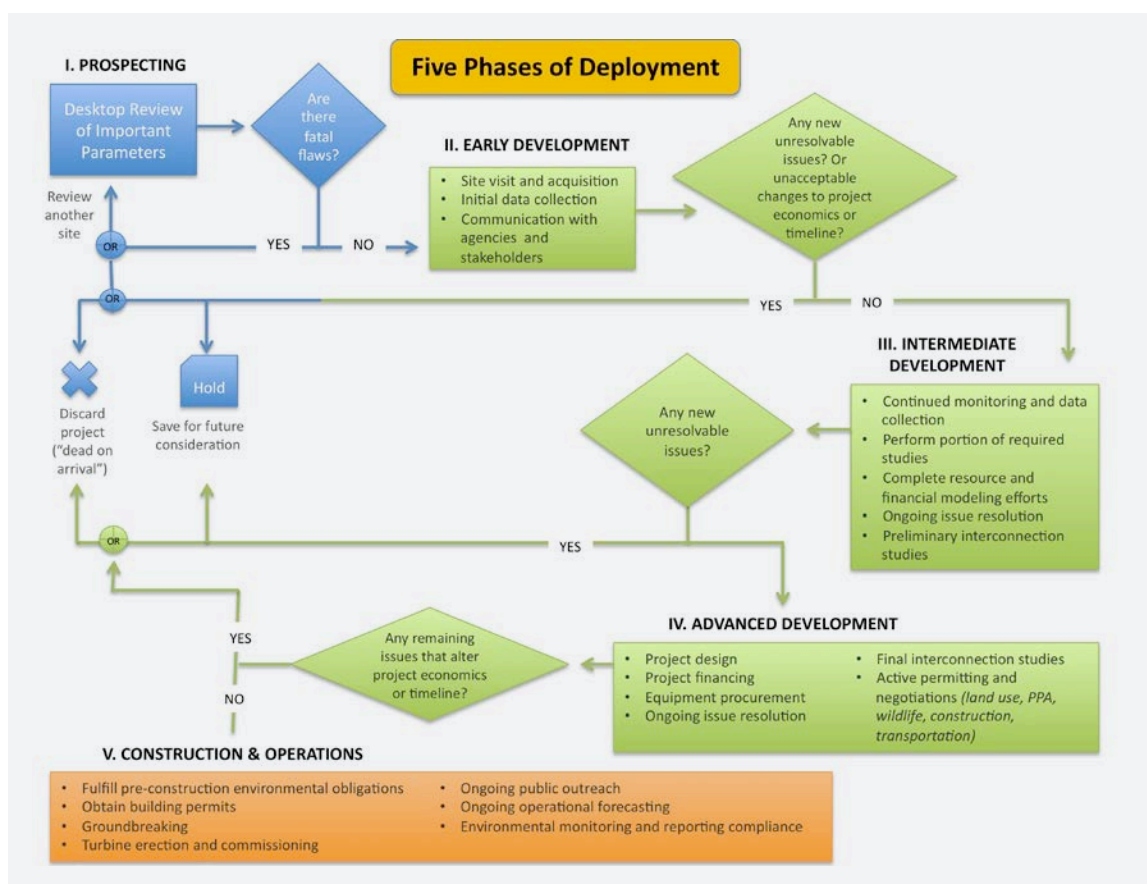 Five Phases of Deployment
I. PROSPECTING
Desktop Review
of Important
Parameters
Are
there
fatal
flaws?
Review
another
site
OR
YES
NO
OR
II. EARLY DEVELOPMENT
• Site visit and acquisition
• Initial data collection
• Communication with
agencies and
stakeholders
Any new
unresolvable
issues? Or
unacceptable
changes to project
economics or
timeline?
YES
NO
Discard
project
("dead on
arrival")
Hold
Save for future
consideration
III. INTERMEDIATE
DEVELOPMENT
• Continued monitoring and data
collection
• Perform portion of required
studies
• Complete resource and
financial modeling efforts
• Ongoing issue resolution
• Preliminary interconnection
studies
Any new
unresolvable
issues?
YES
OR
IV. ADVANCED DEVELOPMENT
• Project design
• Project financing
• Equipment procurement
• Ongoing issue resolution
• Final interconnection studies
• Active permitting and
negotiations (land use, PPA,
wildlife, construction,
transportation)
Any remaining
issues that alter
project economics
or timeline?
YES
NO
V. CONSTRUCTION & OPERATIONS
• Fulfill pre-construction environmental obligations
• Obtain building permits
• Groundbreaking
• Turbine erection and commissioning
• Ongoing public outreach
• Ongoing operational forecasting
• Environmental monitoring and reporting compliance